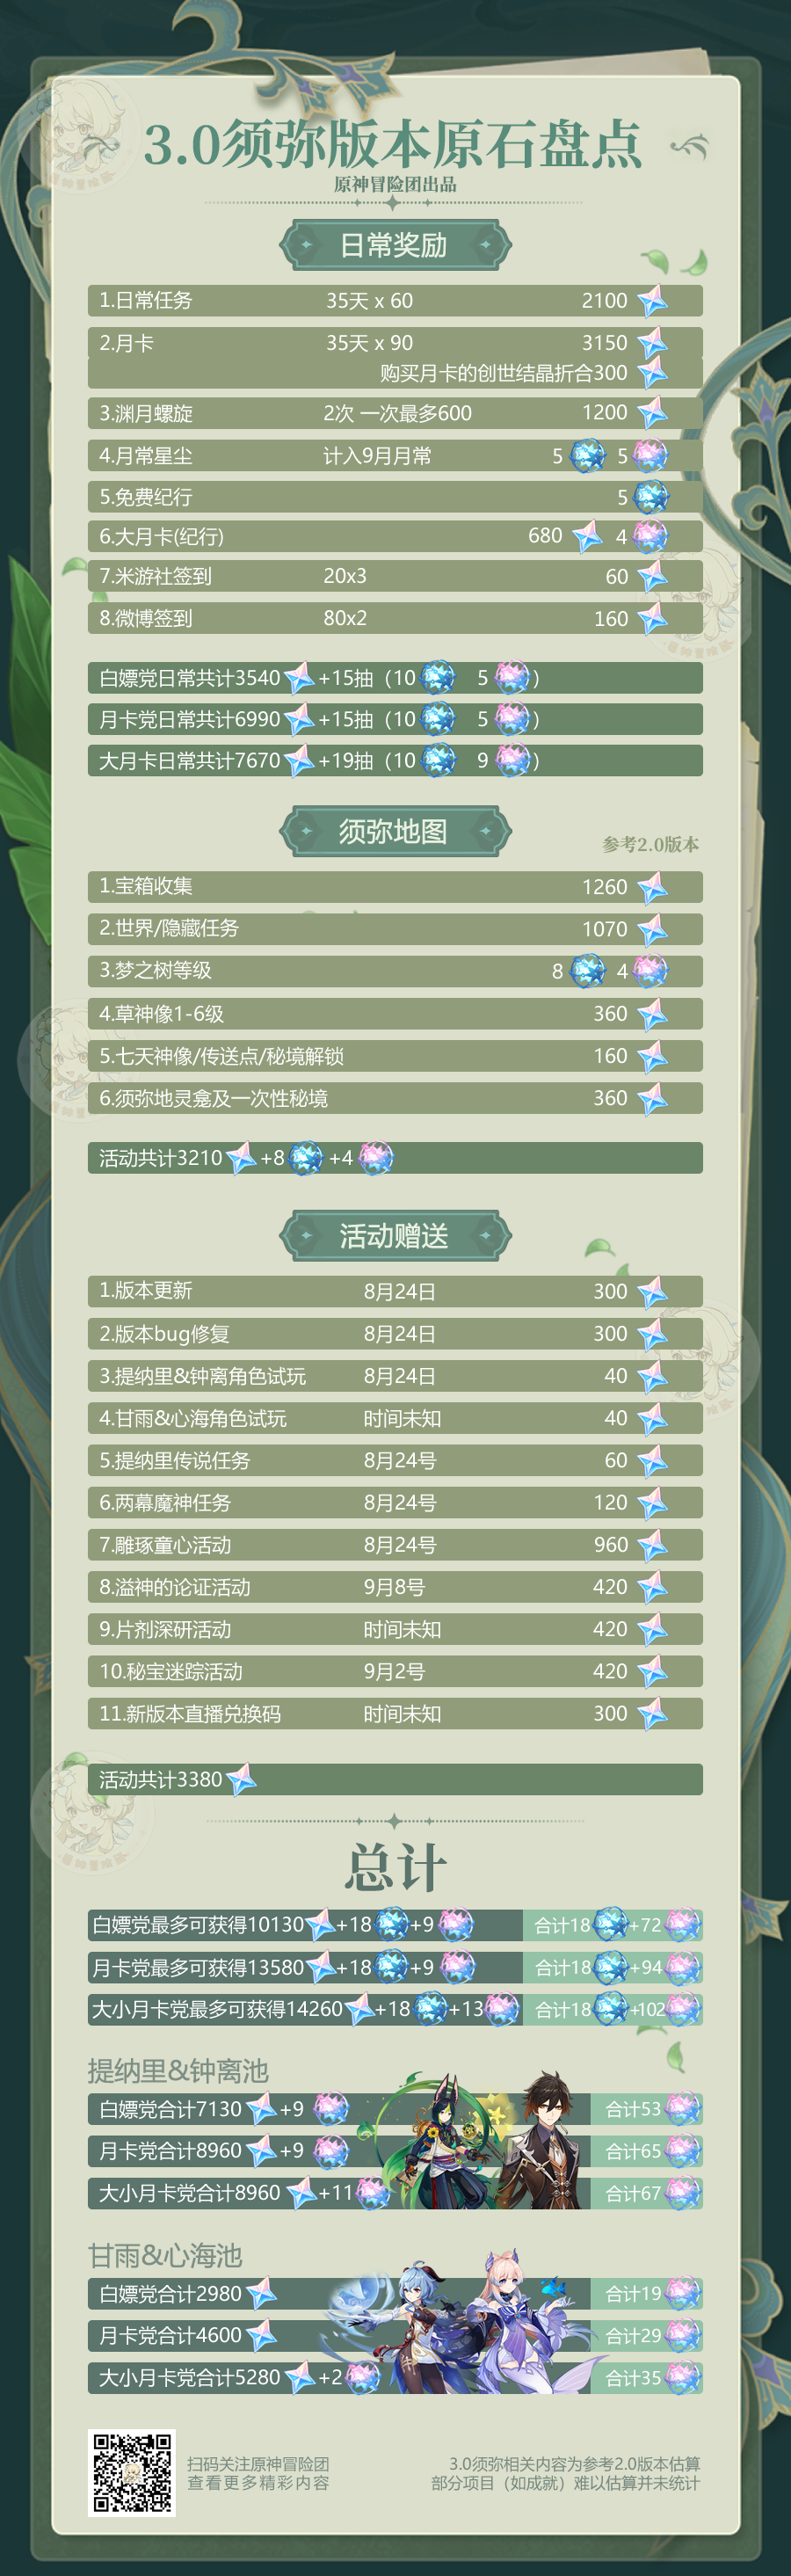 3.0须弥版本原石盘点
原神冒险团出品
日常奖励
1.日常任务 35天 x 60 2100
2.月卡 35天 x 90 3150
购买月卡的创世结晶折合300
3.渊月螺旋 2次 一次最多600 1200
4.月常星尘 计入9月月常 5 5
5.免费纪行 5
6.大月卡(纪行) 680 4
7.米游社签到 20x3 60
8.微博签到 80x2 160
白嫖党日常共计3540+15抽（10 5 ）
月卡党日常共计6990+15抽（10 5 ）
大月卡日常共计7670+19抽（10 9 ）
须弥地图
参考2.0版本
1.宝箱收集 1260
2.世界/隐藏任务 1070
3.梦之树等级 8 4
4.草神像1-6级 360
5.七天神像/传送点/秘境解锁 160
6.须弥地灵龛及一次性秘境 360
活动共计3210 +8 +4
活动赠送
1.版本更新 8月24日 300
2.版本bug修复 8月24日 300
3.提纳里&钟离角色试玩 8月24日 40
4.甘雨&心海角色试玩 时间未知 40
5.提纳里传说任务 8月24号 60
6.两幕魔神任务 8月24号 120
7.雕琢童心活动 8月24号 960
8.溢神的论证活动 9月8号 420
9.片剂深研活动 时间未知 420
10.秘宝迷踪活动 9月2号 420
11.新版本直播兑换码 时间未知 300
活动共计3380
总计
白嫖党最多可获得10130 +18 +9 合计18 +72
月卡党最多可获得13580 +18 +9 合计18 +94
大小月卡党最多可获得14260 +18 +13 合计18 +102
提纳里&钟离池
白嫖党合计7130 +9 合计53
月卡党合计8960 +9 合计65
大小月卡党合计8960 +11 合计67
甘雨&心海池
白嫖党合计2980 合计19
月卡党合计4600 合计29
大小月卡党合计5280 +2 合计35
扫码关注原神冒险团
查看更多精彩内容
3.0须弥相关内容为参考2.0版本估算
部分项目（如成就）难以估算并未统计